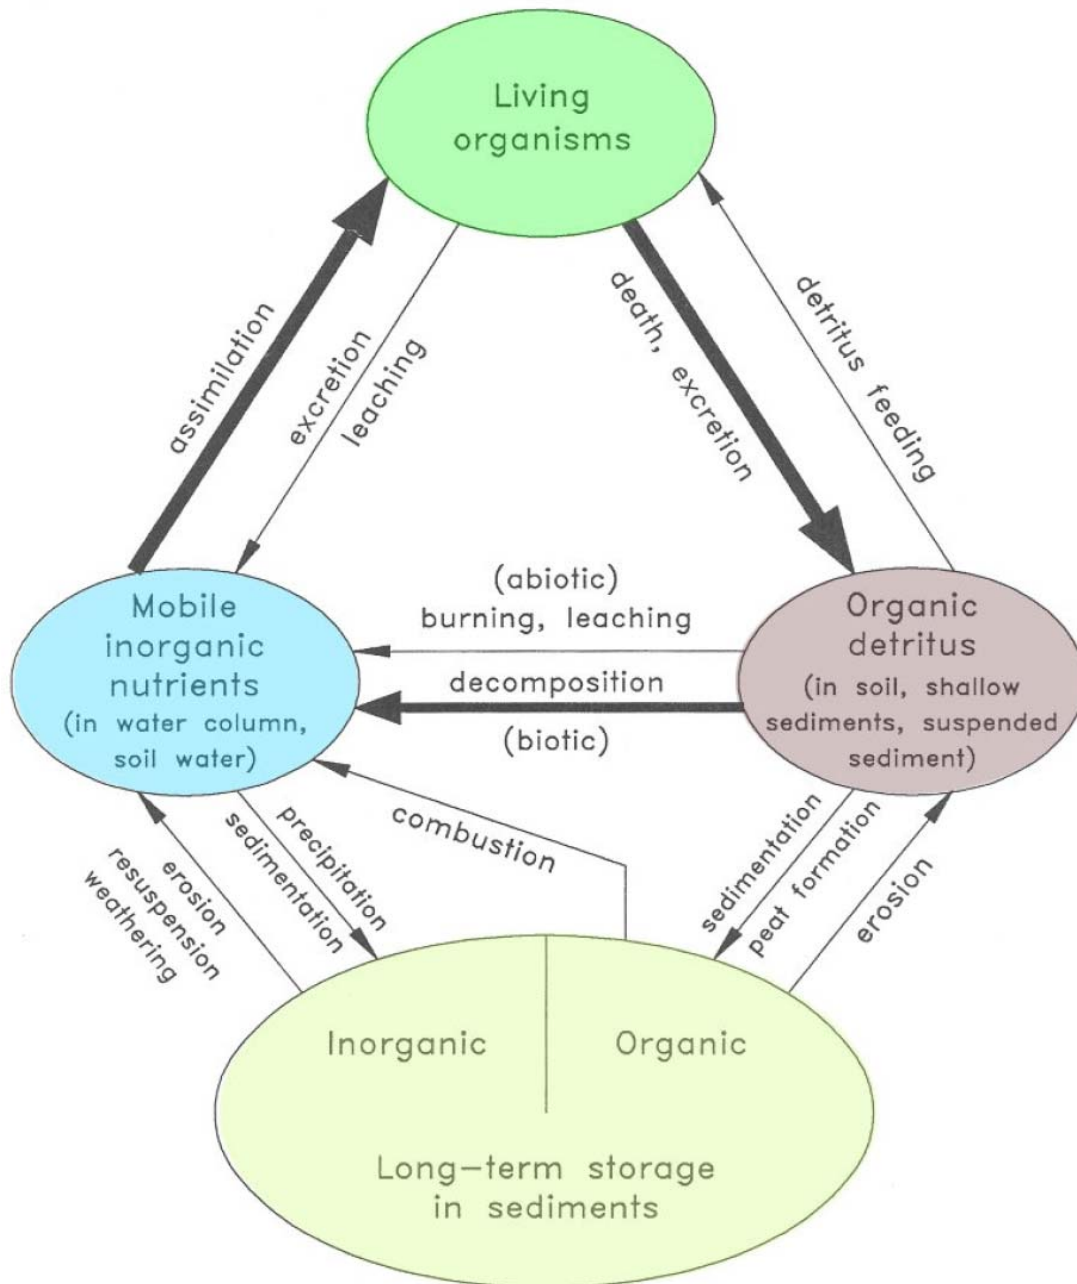 Living
organisms
assimilation
excretion
leaching
death, excretion
detritus feeding
(abiotic)
burning, leaching
decomposition
(biotic)
Mobile
inorganic
nutrients
(in water column,
soil water)
Organic
detritus
(in soil, shallow
sediments, suspended
sediment)
combustion
precipitation
sedimentation
erosion
resuspension
weathering
sedimentation
peat formation
erosion
Inorganic
Organic
Long-term storage
in sediments